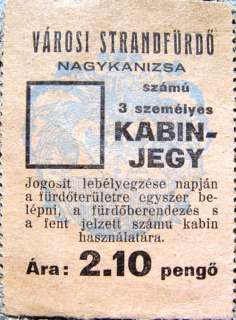 VÁROSI STRANDFÜRDŐ
NAGYKANIZSA
számú
3 személyes
KABIN-
JEGY
Jogosit lebélyegzése napján
a fürdőterületre egyszer be-
lépni, a fürdőberendezés s
a fent jelzett számú kabin
használatára.
Ára: 2.10 pengő